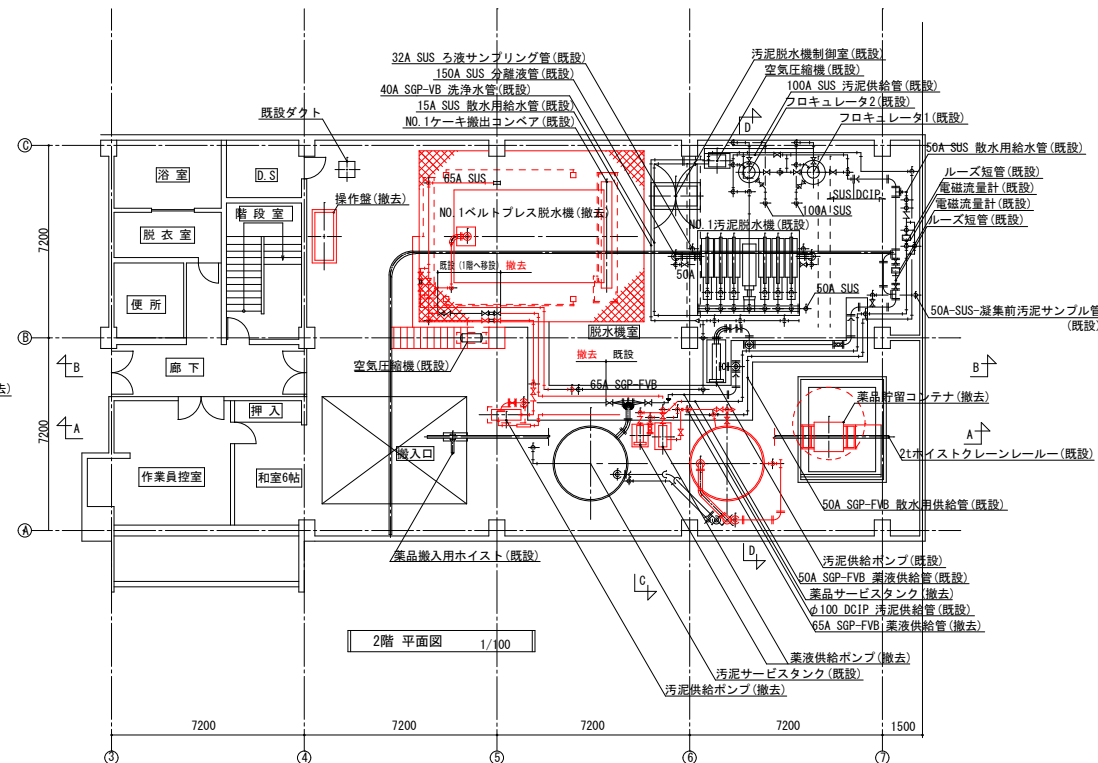 32A SUS ろ液サンプリング管(既設)
150A SUS 分離液管(既設)
40A SGP-VB 洗浄水管(既設)
15A SUS 散水用給水管(既設)
NO.1ケーキ搬出コンベア(既設)
汚泥脱水機制御室(既設)
空気圧縮機(既設)
100A SUS 汚泥供給管(既設)
フロキュレータ2(既設)
フロキュレータ1(既設)
D
既設ダクト
50A SUS 散水用給水管(既設)
ルーズ短管(既設)
電磁流量計(既設)
電磁流量計(既設)
ルーズ短管(既設)
C
浴室
D.S
65A SUS
操作盤(撤去)
SUS
DCIP
階段室
NO.1ベルトプレス脱水機(撤去)
100A SUS
NO.1汚泥脱水機(既設)
脱衣室
7200
既設(1階へ移設)
撤去
50A
50A SUS
便所
50A-SUS-凝集前汚泥サンプル管
(既設)
脱水機室
B
空気圧縮機(既設)
撤去
既設
B
廊下
B
65A SGP-FVB
去)
押入
薬品貯留コンテナ(撤去)
7200
A
A
搬入口
2tホイストクレーンレール―(既設)
作業員控室
和室6帖
50A SGP-FVB 散水用供給管(既設)
A
薬品搬入用ホイスト(既設)
D
汚泥供給ポンプ(既設)
C
50A SGP-FVB 薬液供給管(既設)
薬品サービスタンク(撤去)
φ100 DCIP 汚泥供給管(既設)
65A SGP-FVB 薬液供給管(撤去)
2階 平面図 1/100
薬液供給ポンプ(撤去)
汚泥サービスタンク(既設)
汚泥供給ポンプ(撤去)
7200
7200
7200
7200
1500
3
4
5
6
7